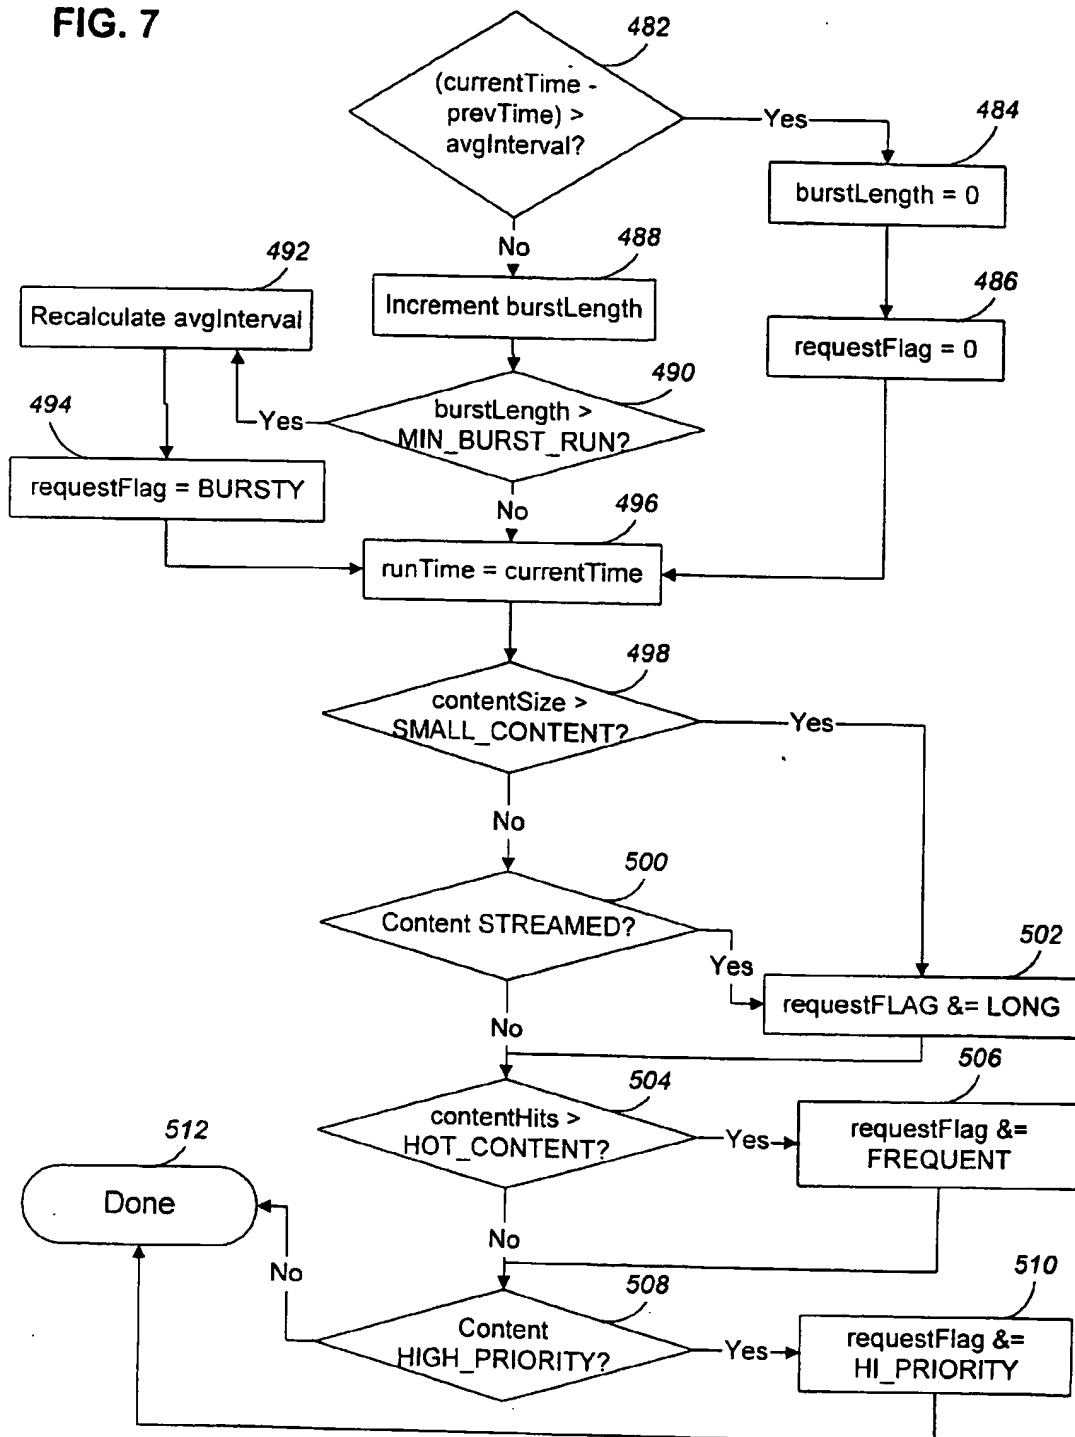 FIG. 7
482
(currentTime -
prevTime) >
avgInterval?
Yes
484
burstLength = 0
No
488
492
Increment burstLength
Recalculate avgInterval
486
requestFlag = 0
490
burstLength >
MIN_BURST_RUN?
Yes
494
requestFlag = BURSTY
No
496
runTime = currentTime
498
contentSize >
SMALL_CONTENT?
Yes
No
500
Content STREAMED?
Yes
502
requestFLAG &= LONG
No
504
contentHits >
HOT_CONTENT?
Yes
506
requestFlag &=
FREQUENT
512
Done
No
No
508
Content
HIGH_PRIORITY?
Yes
510
requestFlag &=
HI_PRIORITY